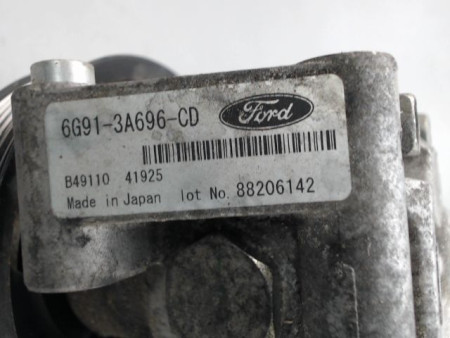 6G91-3A696-CD Ford
B49110 41925
Made in Japan lot No. 88206142